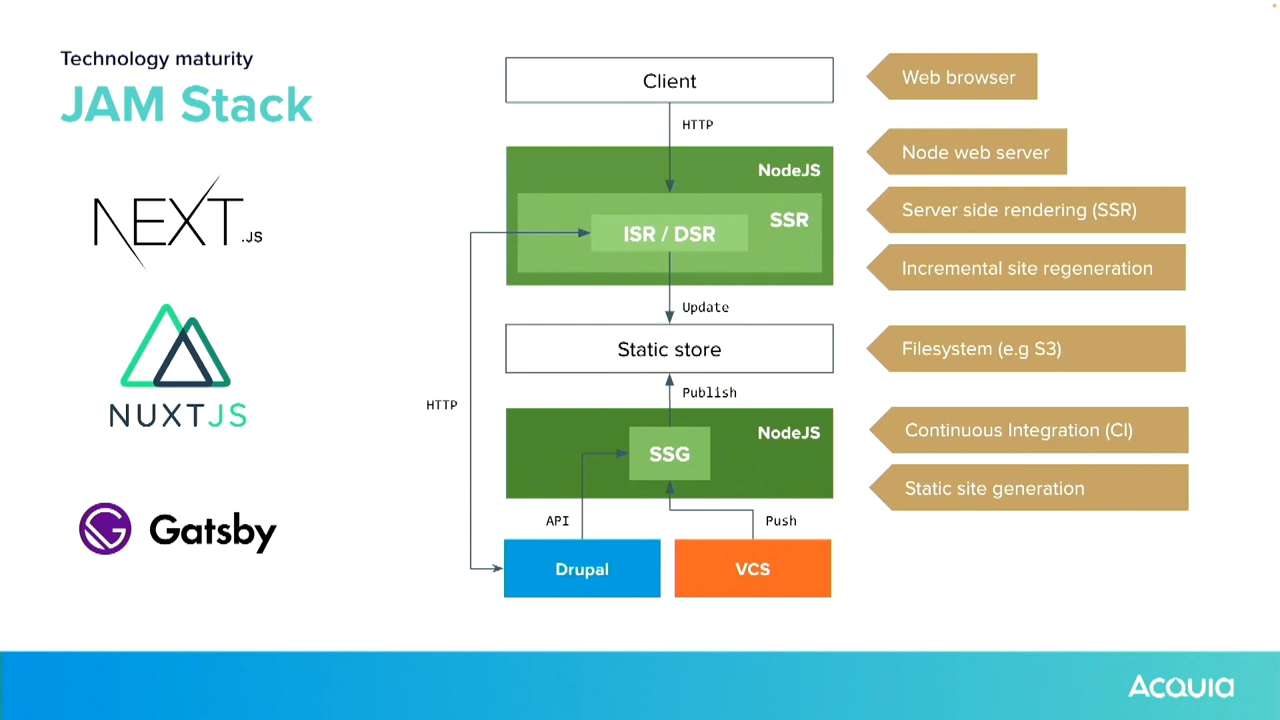 Technology maturity
JAM Stack
NEXT.JS
NUXTJS
Gatsby
Client
HTTP
NodeJS
SSR
ISR / DSR
Update
Static store
Publish
HTTP
NodeJS
SSG
API
Push
Drupal
VCS
Web browser
Node web server
Server side rendering (SSR)
Incremental site regeneration
Filesystem (e.g S3)
Continuous Integration (CI)
Static site generation
ACQUIA